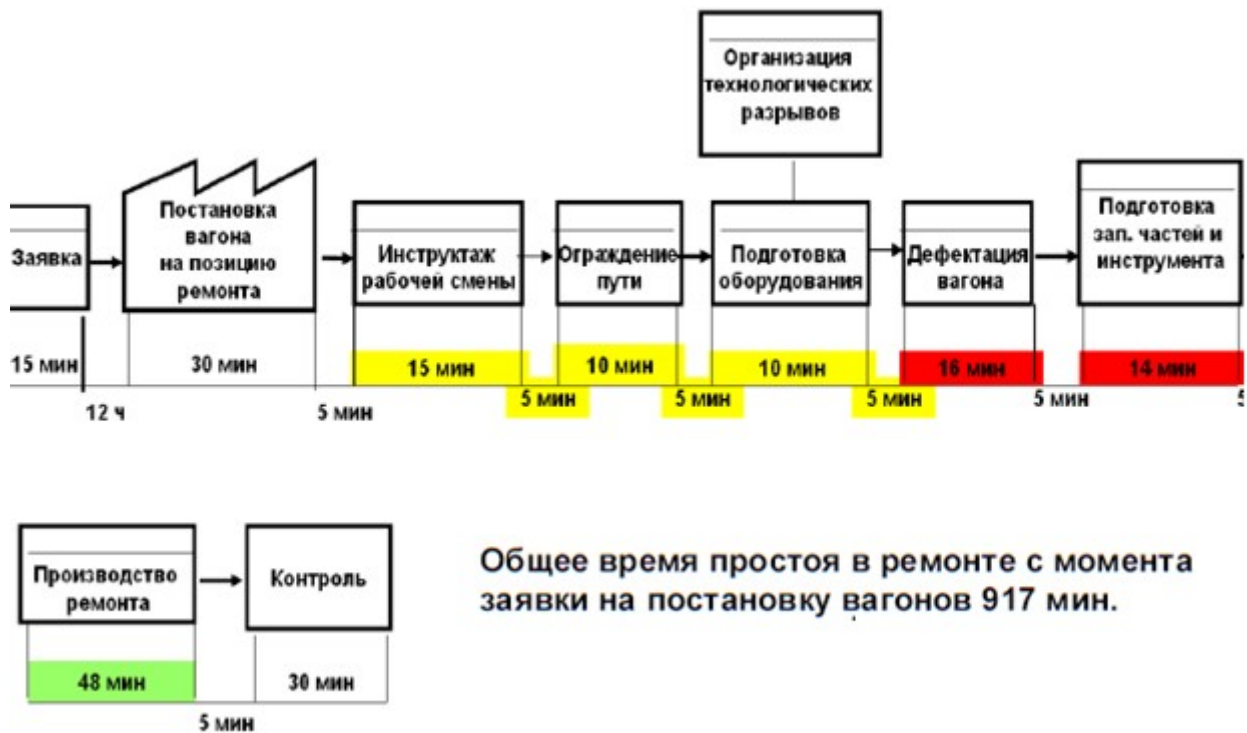 Организация
технологических
разрывов
Заявка
Постановка
вагона
на позицию
ремонта
Инструктаж
рабочей смены
Ограждение
пути
Подготовка
оборудования
Дефектация
вагона
Подготовка
зап. частей и
инструмента
15 мин
30 мин
15 мин
10 мин
10 мин
16 мин
14 мин
12 ч
5 мин
5 мин
5 мин
5 мин
5 мин
5
Производство
ремонта
Контроль
48 мин
30 мин
5 мин
Общее время простоя в ремонте с момента
заявки на постановку вагонов 917 мин.